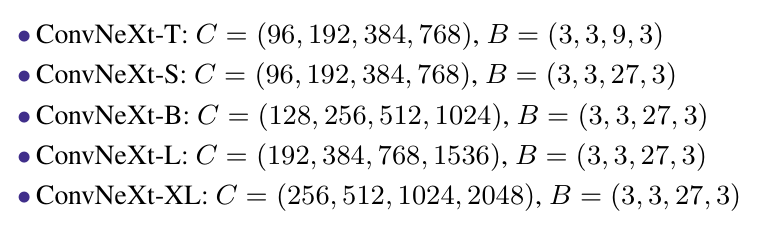 • ConvNeXt-T: C = (96, 192, 384, 768), B = (3, 3, 9, 3)
• ConvNeXt-S: C = (96, 192, 384, 768), B = (3, 3, 27, 3)
• ConvNeXt-B: C = (128, 256, 512, 1024), B = (3, 3, 27, 3)
• ConvNeXt-L: C = (192, 384, 768, 1536), B = (3, 3, 27, 3)
• ConvNeXt-XL: C = (256, 512, 1024, 2048), B = (3, 3, 27, 3)